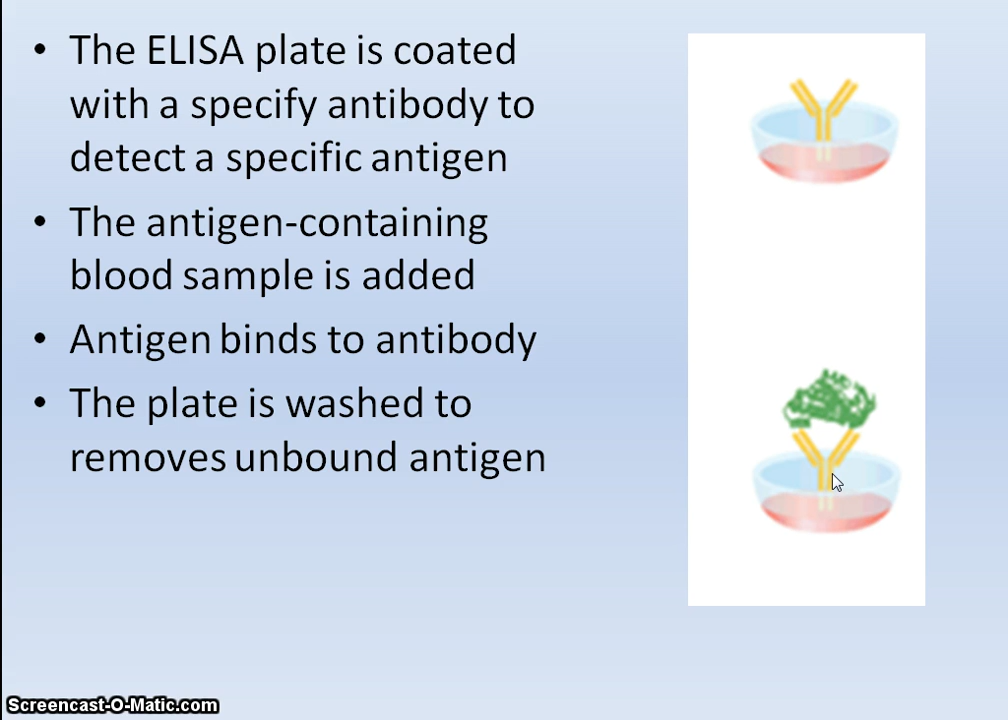 • The ELISA plate is coated
with a specify antibody to
detect a specific antigen
• The antigen-containing
blood sample is added
• Antigen binds to antibody
• The plate is washed to
removes unbound antigen
Screencast-O-Matic.com